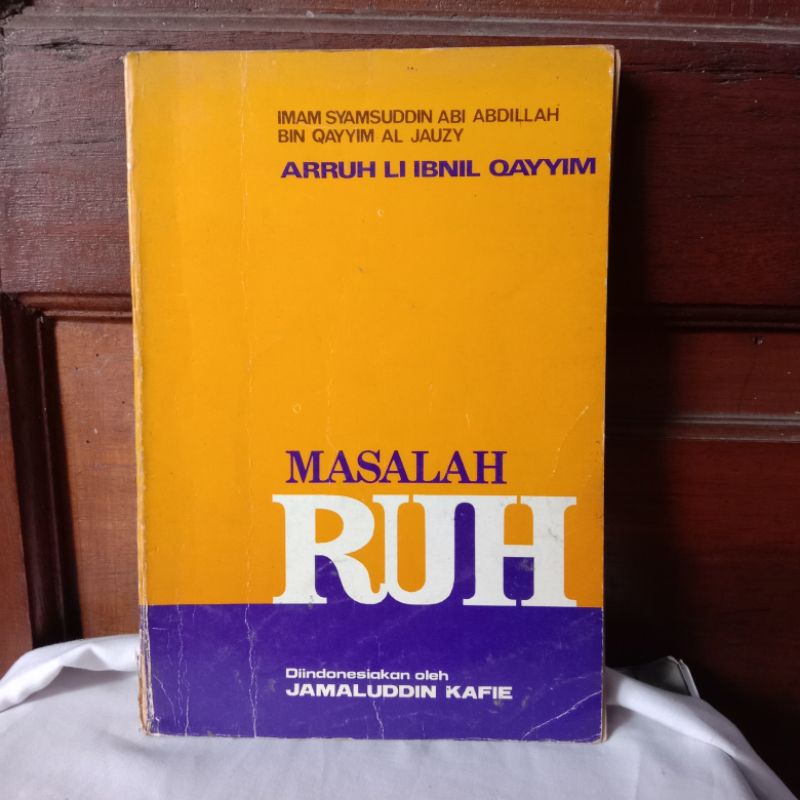 IMAM SYAMSUDDIN ABI ABDILLAH
BIN QAYYIM AL JAUZY
ARRUH LI IBNIL QAYYIM
MASALAH
RUH
Diindonesiakan oleh
JAMALUDDIN KAFIE